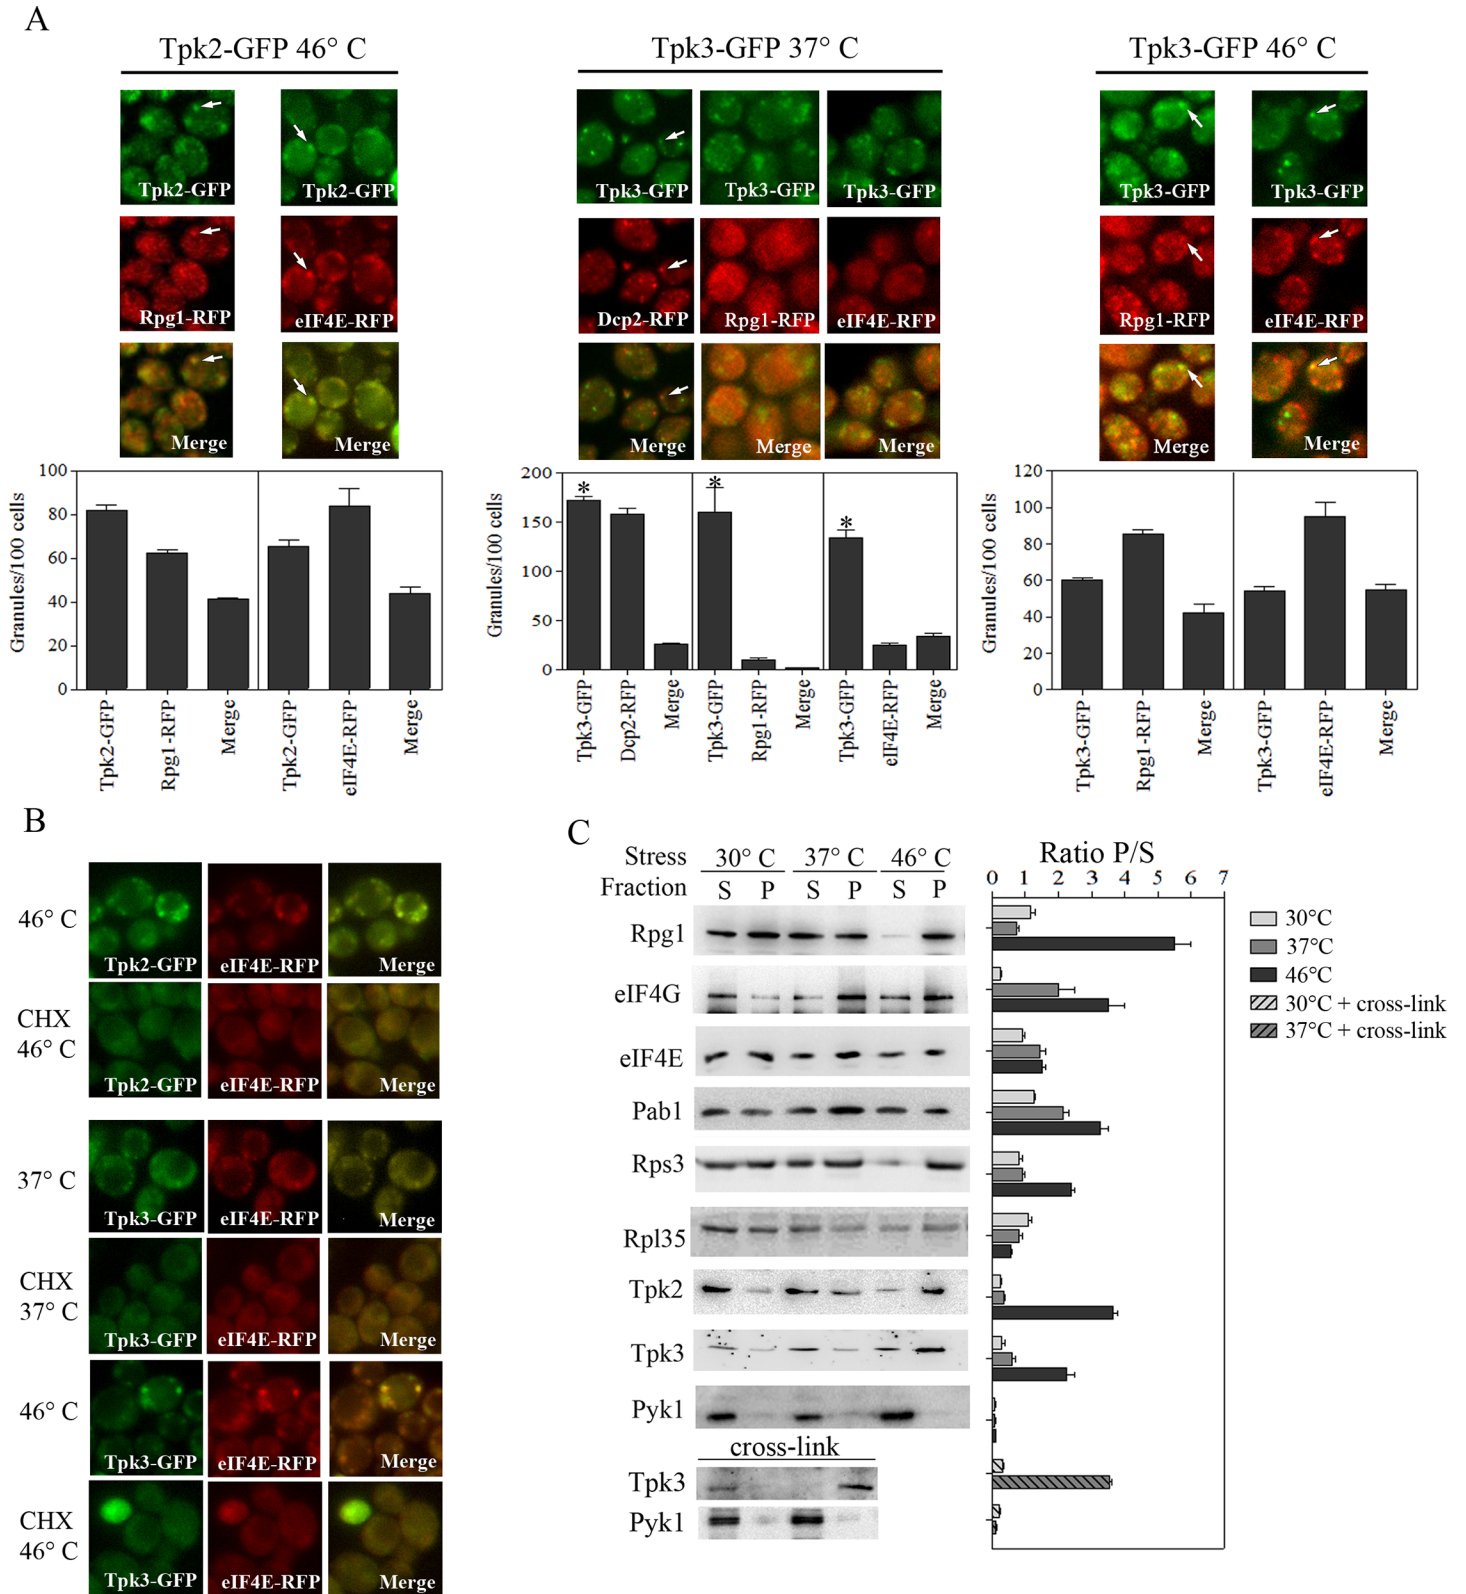 A
Tpk2-GFP 46° C
Tpk3-GFP 37° C
Tpk3-GFP 46° C
Tpk2-GFP
Tpk2-GFP
Tpk3-GFP
Tpk3-GFP
Tpk3-GFP
Tpk3-GFP
Tpk3-GFP
Rpg1-RFP
eIF4E-RFP
Dcp2-RFP
Rpg1-RFP
eIF4E-RFP
Rpg1-RFP
eIF4E-RFP
Merge
Merge
Merge
Merge
Merge
Merge
Merge
Granules/100 cells
100
80
60
40
20
0
Tpk2-GFP
Rpg1-RFP
Merge
Tpk2-GFP
eIF4E-RFP
Merge
Granules/100 cells
200
150
100
50
0
*
*
*
Tpk3-GFP
Dcp2-RFP
Merge
Tpk3-GFP
Rpg1-RFP
Merge
Tpk3-GFP
eIF4E-RFP
Merge
Granules/100 cells
120
100
80
60
40
20
0
Tpk3-GFP
Rpg1-RFP
Merge
Tpk3-GFP
eIF4E-RFP
Merge
B
46° C
Tpk2-GFP
eIF4E-RFP
Merge
CHX
46° C
Tpk2-GFP
eIF4E-RFP
Merge
37° C
Tpk3-GFP
eIF4E-RFP
Merge
CHX
37° C
Tpk3-GFP
eIF4E-RFP
Merge
46° C
Tpk3-GFP
eIF4E-RFP
Merge
CHX
46° C
Tpk3-GFP
eIF4E-RFP
Merge
C
Stress 30° C 37° C 46° C
Fraction S P S P S P
Rpg1
eIF4G
eIF4E
Pab1
Rps3
Rpl35
Tpk2
Tpk3
Pyk1
cross-link
Tpk3
Pyk1
Ratio P/S
0 1 2 3 4 5 6 7
30°C
37°C
46°C
30°C + cross-link
37°C + cross-link